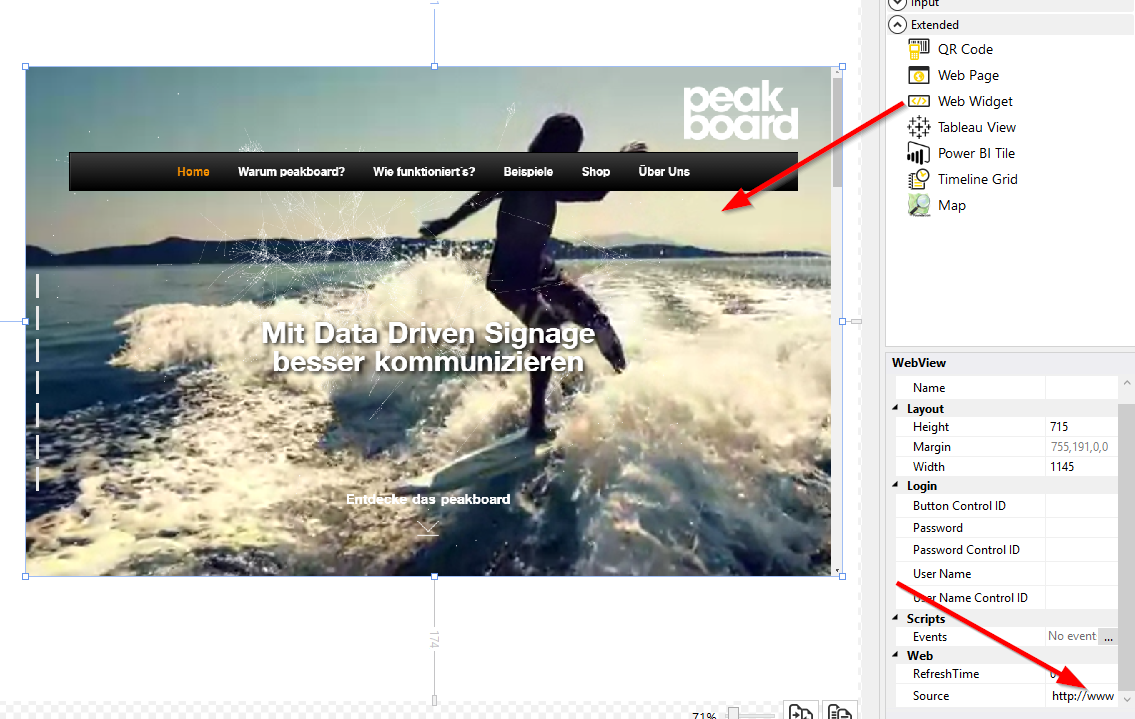 Input
Extended
QR Code
Web Page
Web Widget
Tableau View
Power BI Tile
Timeline Grid
Map
peak
board
Home Warum peakboard? Wie funktioniert's? Beispiele Shop Über Uns
Mit Data Driven Signage
besser kommunizieren
Entdecke das peakboard
174
71%
WebView
Name
Layout
Height 715
Margin 755,191,0,0
Width 1145
Login
Button Control ID
Password
Password Control ID
User Name
User Name Control ID
Scripts
Events No event ...
Web
RefreshTime
Source http://www